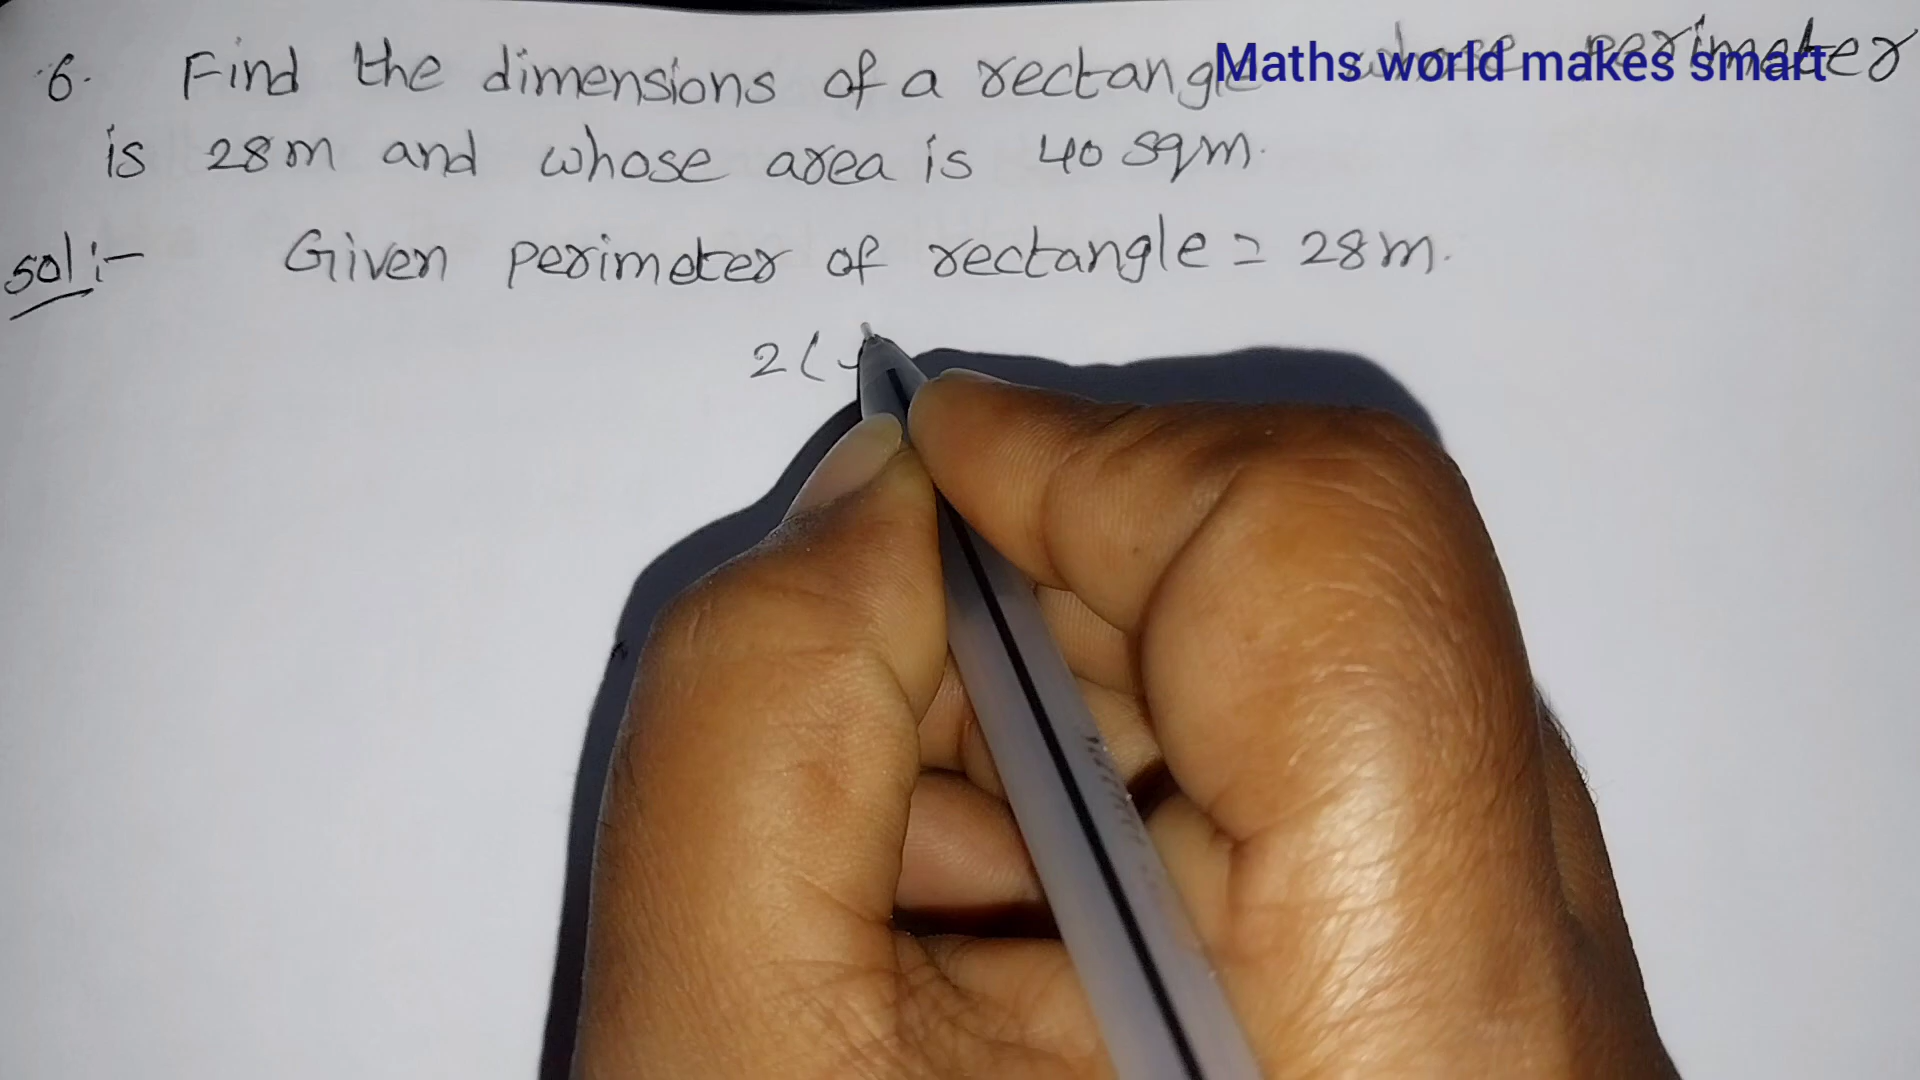 6. Find the dimensions of a rectangle whose perimeter
Maths world makes smart
is 28m and whose area is 40 sqm.
sol:- Given perimeter of rectangle = 28m.
2(